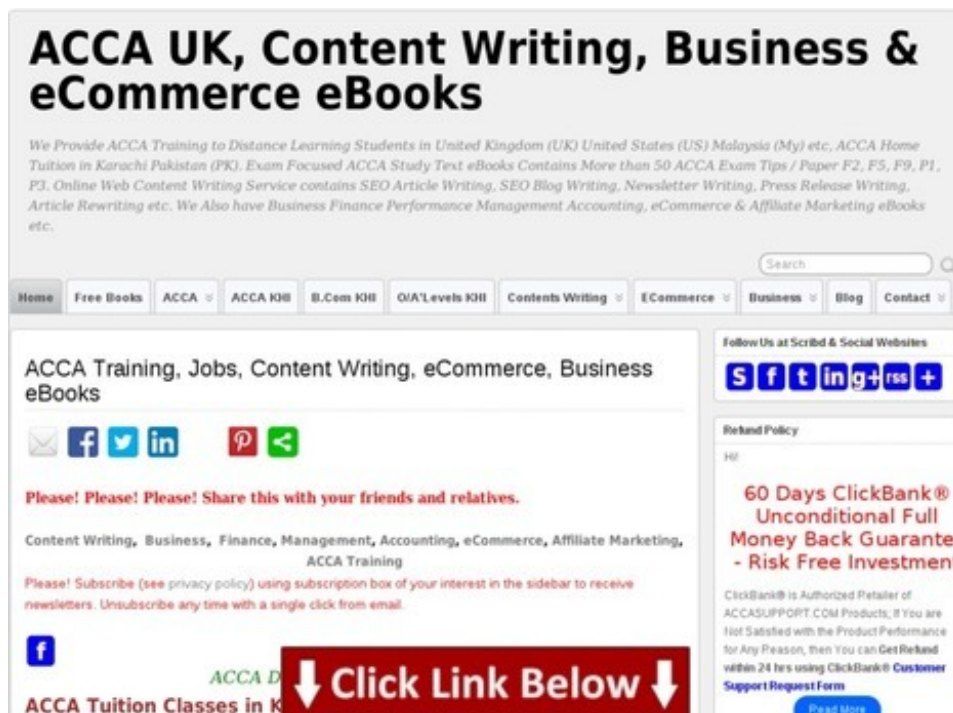 ACCA UK, Content Writing, Business &
eCommerce eBooks
We Provide ACCA Training to Distance Learning Students in United Kingdom (UK) United States (US) Malaysia (My) etc, ACCA Home
Tuition in Karachi Pakistan (PK). Exam Focused ACCA Study Text eBooks Contains More than 50 ACCA Exam Tips / Paper F2, F5, F9, P1,
P3. Online Web Content Writing Service contains SEO Article Writing, SEO Blog Writing, Newsletter Writing, Press Release Writing,
Article Rewriting etc. We Also have Business Finance Performance Management Accounting, eCommerce & Affiliate Marketing eBooks
etc.
Search
Home Free Books ACCA ACCA KHI B.Com KHI O/A'Levels KHI Contents Writing ECommerce Business Blog Contact
ACCA Training, Jobs, Content Writing, eCommerce, Business
eBooks
Please! Please! Please! Share this with your friends and relatives.
Content Writing, Business, Finance, Management, Accounting, eCommerce, Affiliate Marketing,
ACCA Training
Please! Subscribe (see privacy policy) using subscription box of your interest in the sidebar to receive
newsletters. Unsubscribe any time with a single click from email.
ACCA D
Click Link Below
ACCA Tuition Classes in K
Follow Us at Scribd & Social Websites
S f t in g+ rss +
Refund Policy
Hi!
60 Days ClickBank®
Unconditional Full
Money Back Guarante
- Risk Free Investment
ClickBank® is Authorized Retailer of
ACCASUPPORT.COM Products; If You are
Not Satisfied with the Product Performance
for Any Reason, then You can Get Refund
within 24 hrs using ClickBank® Customer
Support Request Form
Read More